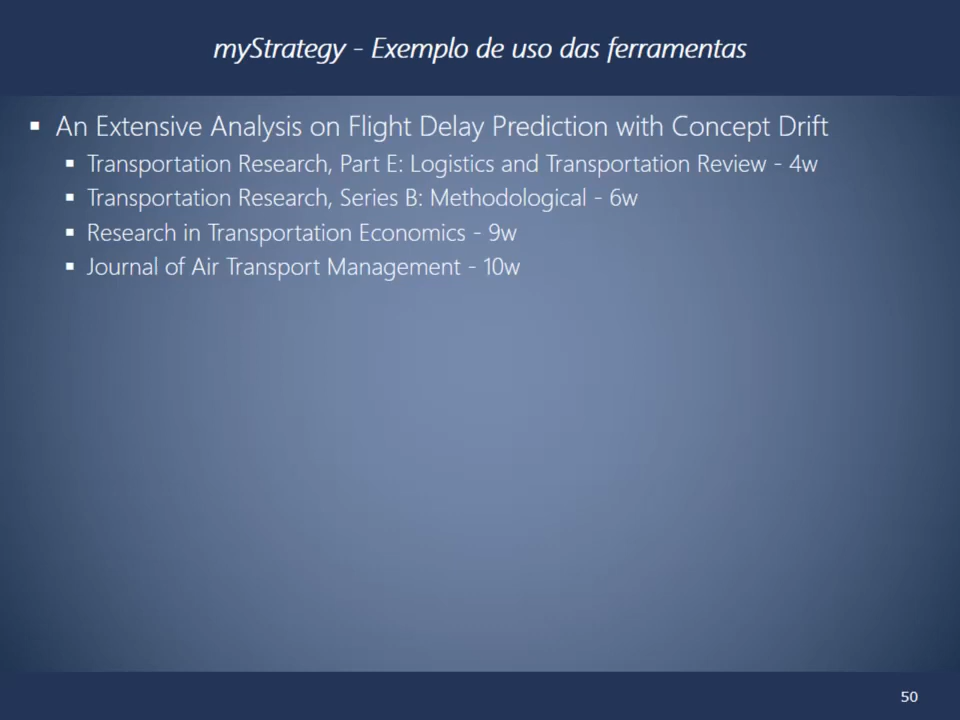 myStrategy - Exemplo de uso das ferramentas
▪ An Extensive Analysis on Flight Delay Prediction with Concept Drift
▪ Transportation Research, Part E: Logistics and Transportation Review - 4w
▪ Transportation Research, Series B: Methodological - 6w
▪ Research in Transportation Economics - 9w
▪ Journal of Air Transport Management - 10w
50